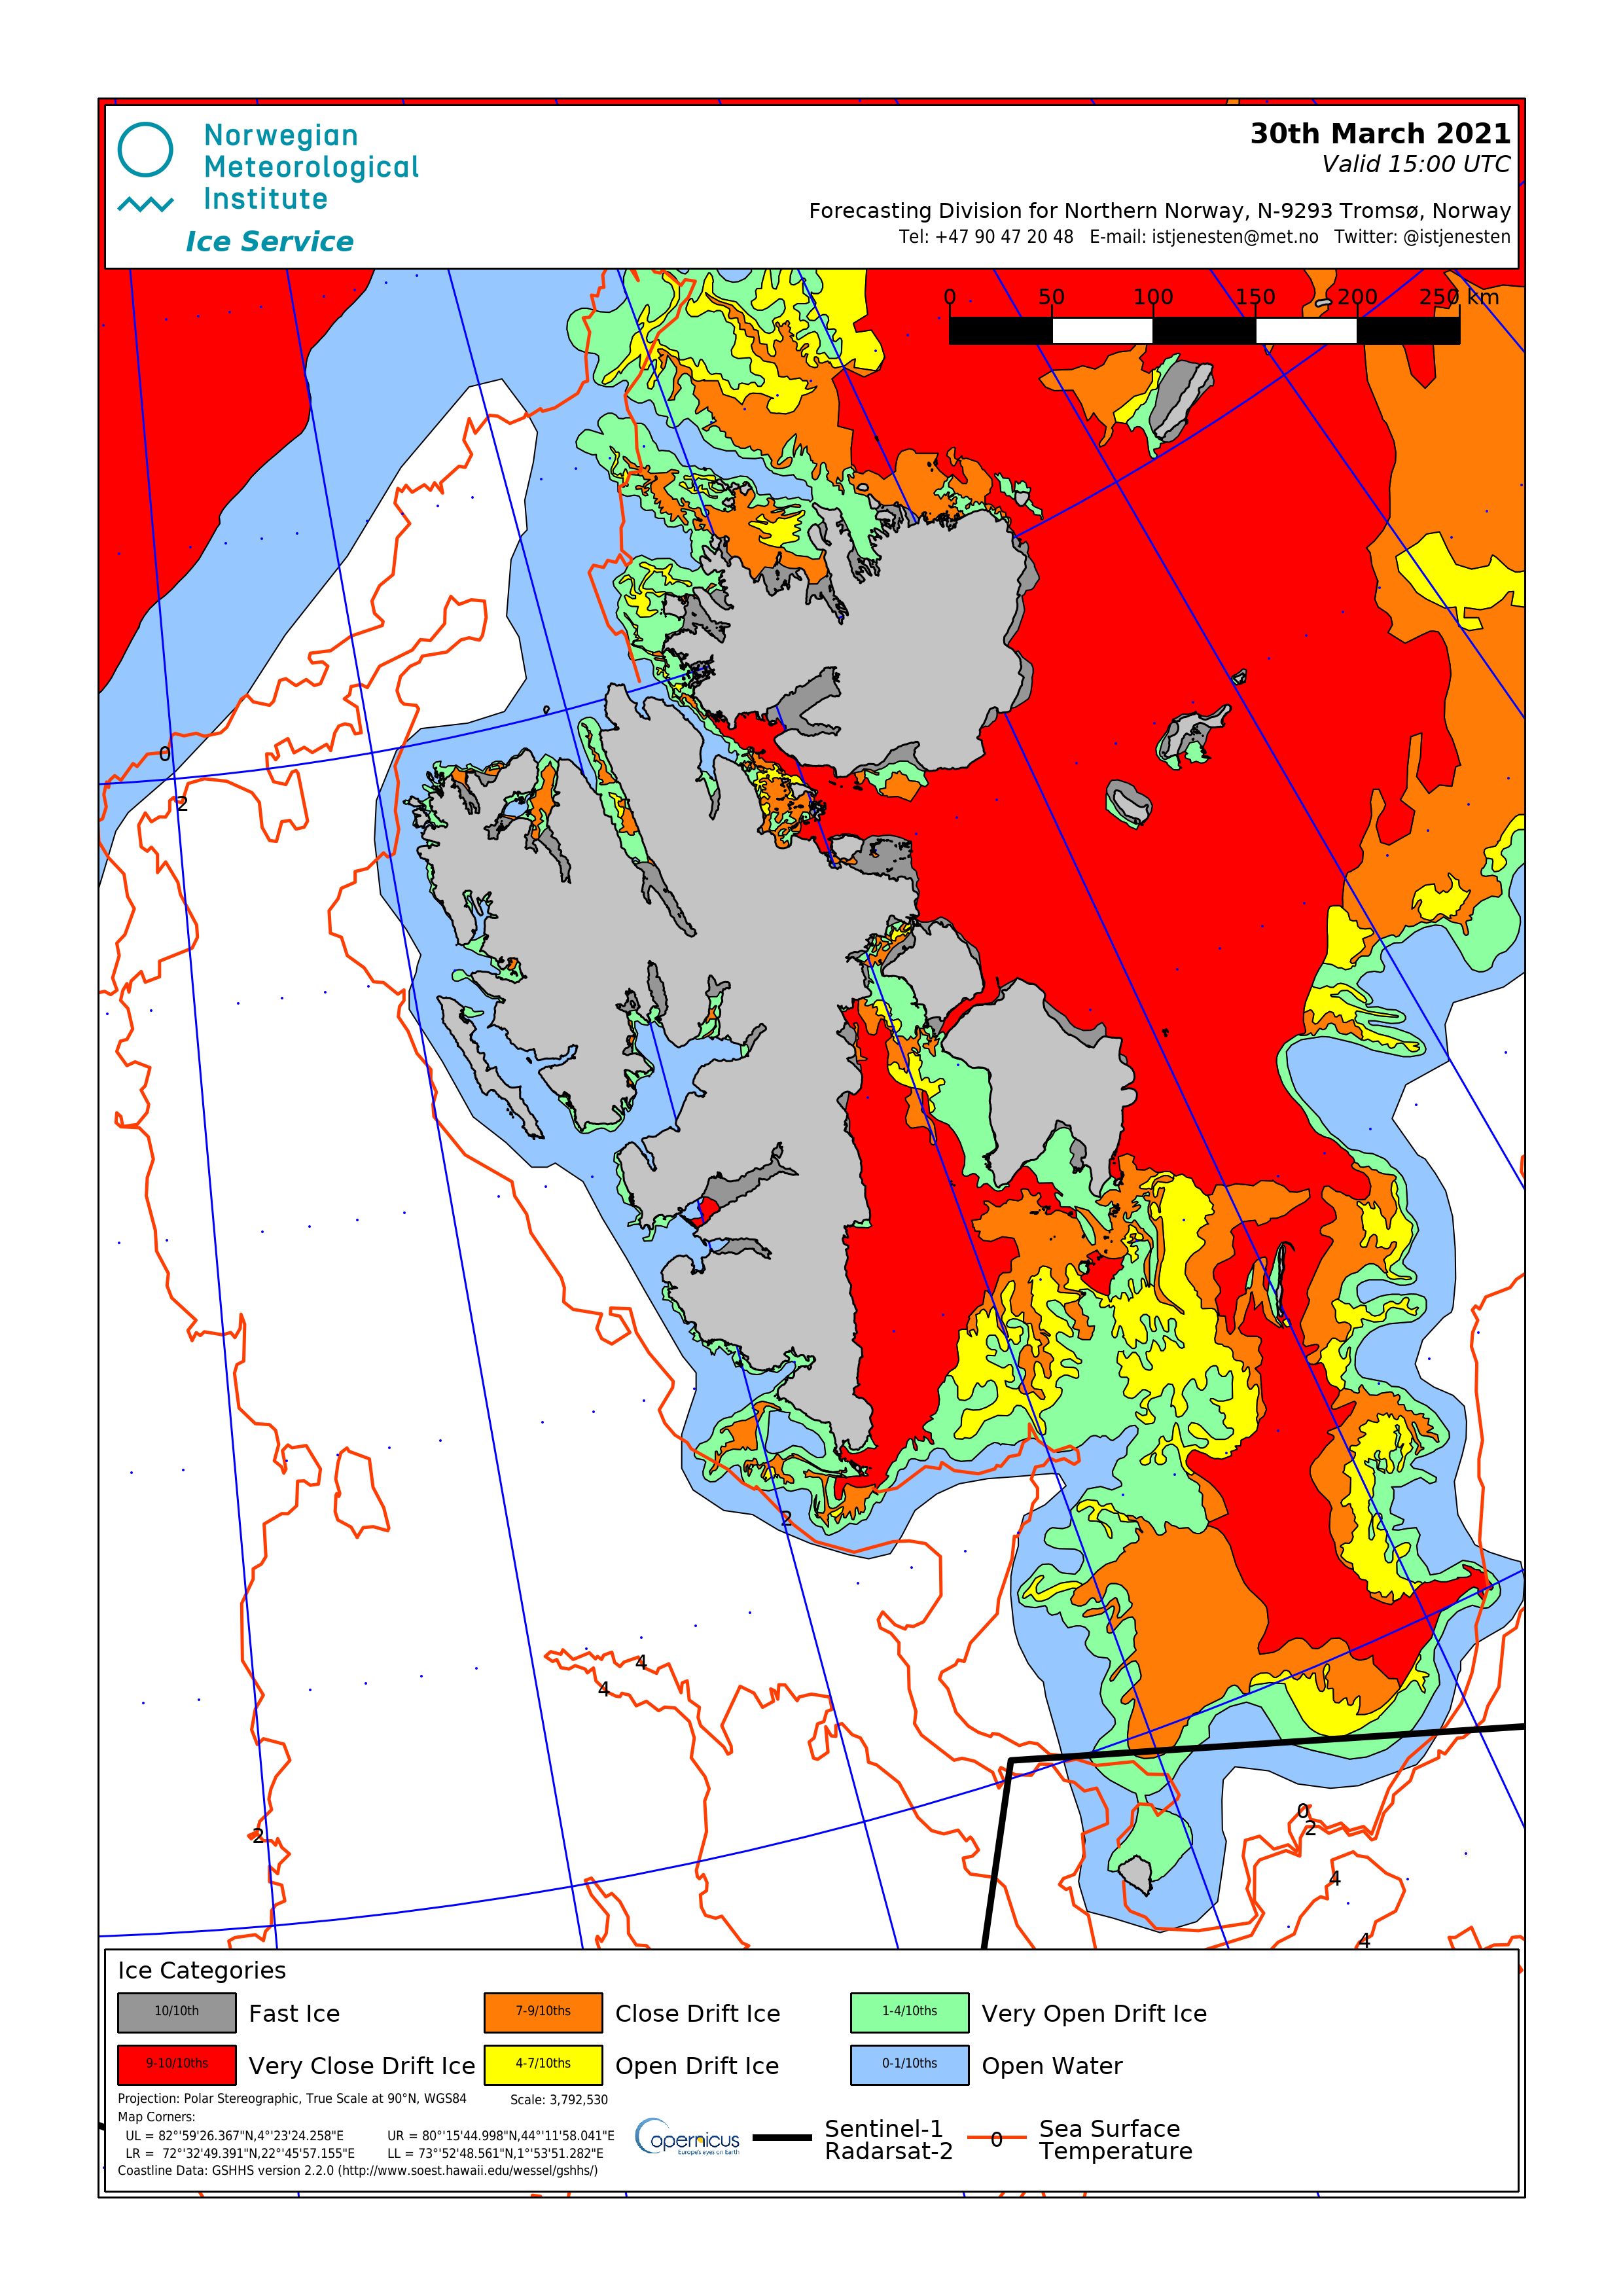 Norwegian
Meteorological
Institute
Ice Service
30th March 2021
Valid 15:00 UTC
Forecasting Division for Northern Norway, N-9293 Tromsø, Norway
Tel: +47 90 47 20 48 E-mail: istjenesten@met.no Twitter: @istjenesten
0 50 100 150 200 250 km
0
2
2
4
4
2
0
2
4
4
Ice Categories
10/10th Fast Ice 7-9/10ths Close Drift Ice 1-4/10ths Very Open Drift Ice
9-10/10ths Very Close Drift Ice 4-7/10ths Open Drift Ice 0-1/10ths Open Water
Projection: Polar Stereographic, True Scale at 90°N, WGS84 Scale: 3,792,530
Map Corners:
UL = 82°'59'26.367"N,4°'23'24.258"E UR = 80°'15'44.998"N,44°'11'58.041"E
LR = 72°'32'49.391"N,22°'45'57.155"E LL = 73°'52'48.561"N,1°'53'51.282"E
Coastline Data: GSHHS version 2.2.0 (http://www.soest.hawaii.edu/wessel/gshhs/)
opernicus
Europe's eyes on Earth
Sentinel-1
Radarsat-2
0
Sea Surface
Temperature